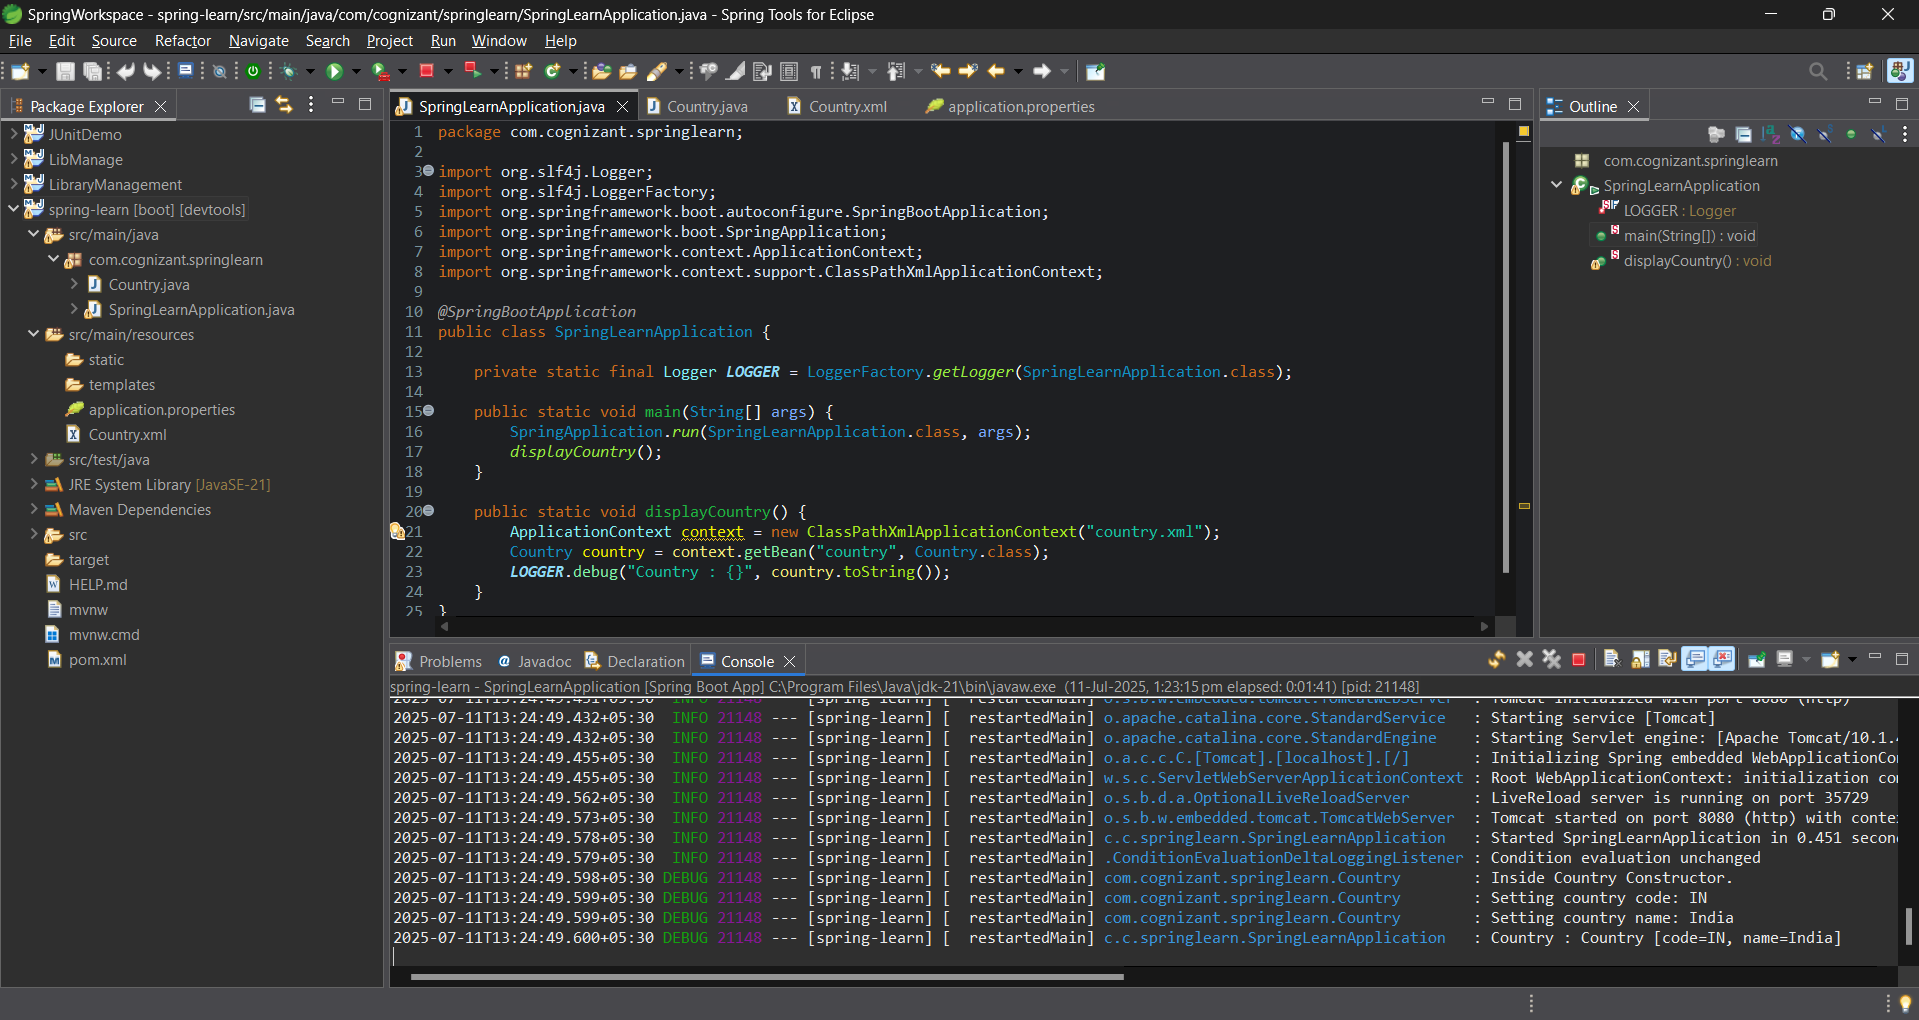 SpringWorkspace - spring-learn/src/main/java/com/cognizant/springlearn/SpringLearnApplication.java - Spring Tools for Eclipse
File Edit Source Refactor Navigate Search Project Run Window Help
Package Explorer
JUnitDemo
LibManage
LibraryManagement
spring-learn [boot] [devtools]
src/main/java
com.cognizant.springlearn
Country.java
SpringLearnApplication.java
src/main/resources
static
templates
application.properties
Country.xml
src/test/java
JRE System Library [JavaSE-21]
Maven Dependencies
src
target
HELP.md
mvnw
mvnw.cmd
pom.xml
SpringLearnApplication.java Country.java Country.xml application.properties
1 package com.cognizant.springlearn;
2
3 import org.slf4j.Logger;
4 import org.slf4j.LoggerFactory;
5 import org.springframework.boot.autoconfigure.SpringBootApplication;
6 import org.springframework.boot.SpringApplication;
7 import org.springframework.context.ApplicationContext;
8 import org.springframework.context.support.ClassPathXmlApplicationContext;
9
10 @SpringBootApplication
11 public class SpringLearnApplication {
12
13 private static final Logger LOGGER = LoggerFactory.getLogger(SpringLearnApplication.class);
14
15 public static void main(String[] args) {
16 SpringApplication.run(SpringLearnApplication.class, args);
17 displayCountry();
18 }
19
20 public static void displayCountry() {
21 ApplicationContext context = new ClassPathXmlApplicationContext("country.xml");
22 Country country = context.getBean("country", Country.class);
23 LOGGER.debug("Country : {}", country.toString());
24 }
25 }
Outline
com.cognizant.springlearn
SpringLearnApplication
LOGGER : Logger
main(String[]) : void
displayCountry() : void
Problems Javadoc Declaration Console
spring-learn - SpringLearnApplication [Spring Boot App] C:\Program Files\Java\jdk-21\bin\javaw.exe (11-Jul-2025, 1:23:15 pm elapsed: 0:01:41) [pid: 21148]
2025-07-11T13:24:49.431+05:30 INFO 21148 --- [spring-learn] [ restartedMain] o.s.b.w.embedded.tomcat.TomcatWebServer : Tomcat initialized with port 8080 (http)
2025-07-11T13:24:49.432+05:30 INFO 21148 --- [spring-learn] [ restartedMain] o.apache.catalina.core.StandardService : Starting service [Tomcat]
2025-07-11T13:24:49.432+05:30 INFO 21148 --- [spring-learn] [ restartedMain] o.apache.catalina.core.StandardEngine : Starting Servlet engine: [Apache Tomcat/10.1.
2025-07-11T13:24:49.455+05:30 INFO 21148 --- [spring-learn] [ restartedMain] o.a.c.c.C.[Tomcat].[localhost].[/] : Initializing Spring embedded WebApplicationCo
2025-07-11T13:24:49.455+05:30 INFO 21148 --- [spring-learn] [ restartedMain] w.s.c.ServletWebServerApplicationContext : Root WebApplicationContext: initialization co
2025-07-11T13:24:49.562+05:30 INFO 21148 --- [spring-learn] [ restartedMain] o.s.b.d.a.OptionalLiveReloadServer : LiveReload server is running on port 35729
2025-07-11T13:24:49.573+05:30 INFO 21148 --- [spring-learn] [ restartedMain] o.s.b.w.embedded.tomcat.TomcatWebServer : Tomcat started on port 8080 (http) with conte
2025-07-11T13:24:49.578+05:30 INFO 21148 --- [spring-learn] [ restartedMain] c.c.springlearn.SpringLearnApplication : Started SpringLearnApplication in 0.451 secon
2025-07-11T13:24:49.579+05:30 INFO 21148 --- [spring-learn] [ restartedMain] .ConditionEvaluationDeltaLoggingListener : Condition evaluation unchanged
2025-07-11T13:24:49.598+05:30 DEBUG 21148 --- [spring-learn] [ restartedMain] com.cognizant.springlearn.Country : Inside Country Constructor.
2025-07-11T13:24:49.599+05:30 DEBUG 21148 --- [spring-learn] [ restartedMain] com.cognizant.springlearn.Country : Setting country code: IN
2025-07-11T13:24:49.599+05:30 DEBUG 21148 --- [spring-learn] [ restartedMain] com.cognizant.springlearn.Country : Setting country name: India
2025-07-11T13:24:49.600+05:30 DEBUG 21148 --- [spring-learn] [ restartedMain] c.c.springlearn.SpringLearnApplication : Country : Country [code=IN, name=India]